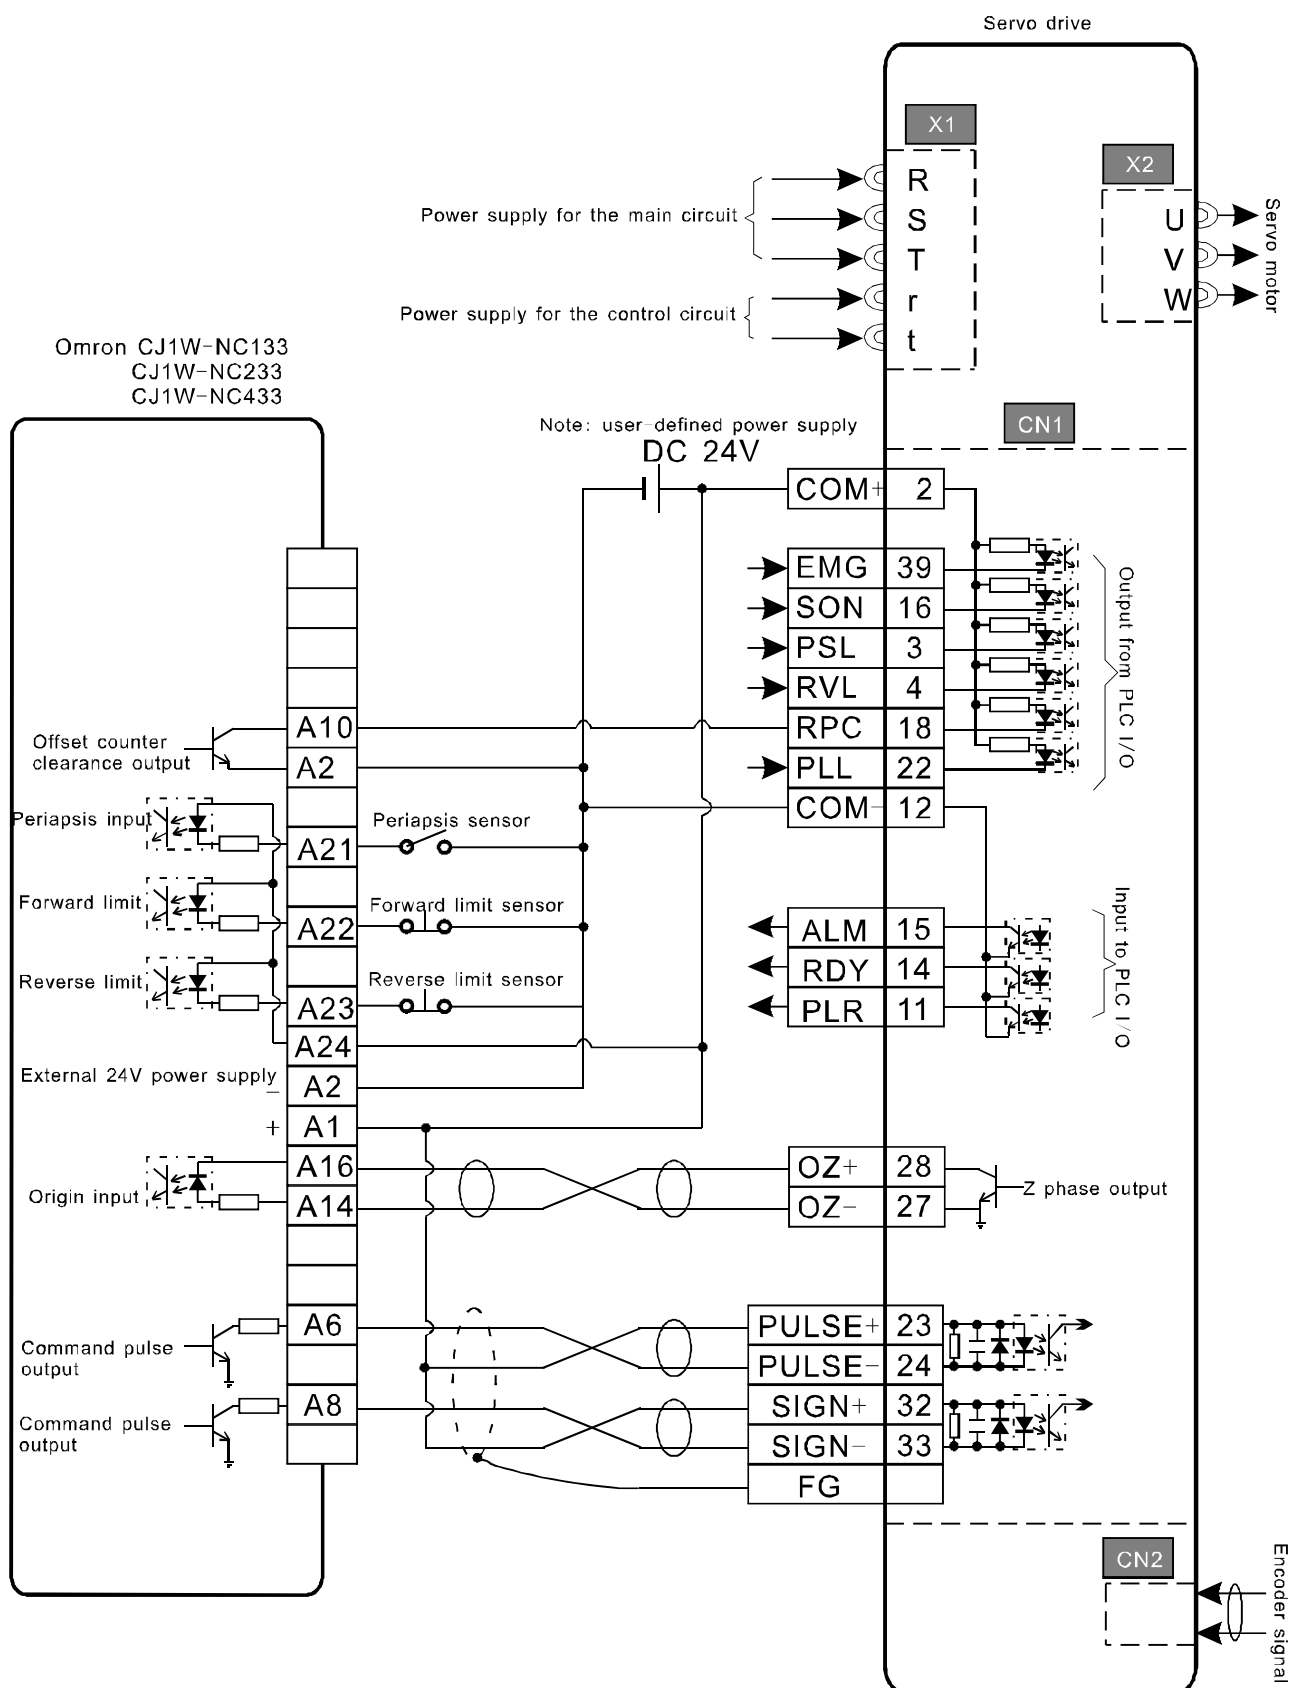 Servo drive
X1
X2
R
S
T
r
t
Power supply for the main circuit
Power supply for the control circuit
U
V
W
Servo motor
Omron CJ1W-NC133
CJ1W-NC233
CJ1W-NC433
CN1
Note: user-defined power supply
DC 24V
COM+ 2
EMG 39
SON 16
PSL 3
RVL 4
RPC 18
PLL 22
COM- 12
Output from PLC I/O
A10
Offset counter
clearance output
A2
Periapsis input
A21
Periapsis sensor
Forward limit
A22
Forward limit sensor
Reverse limit
A23
Reverse limit sensor
A24
External 24V power supply
- A2
+ A1
ALM 15
RDY 14
PLR 11
Input to PLC I/O
Origin input
A16
A14
OZ+ 28
OZ- 27
Z phase output
A6
Command pulse
output
A8
Command pulse
output
PULSE+ 23
PULSE- 24
SIGN+ 32
SIGN- 33
FG
CN2
Encoder signal